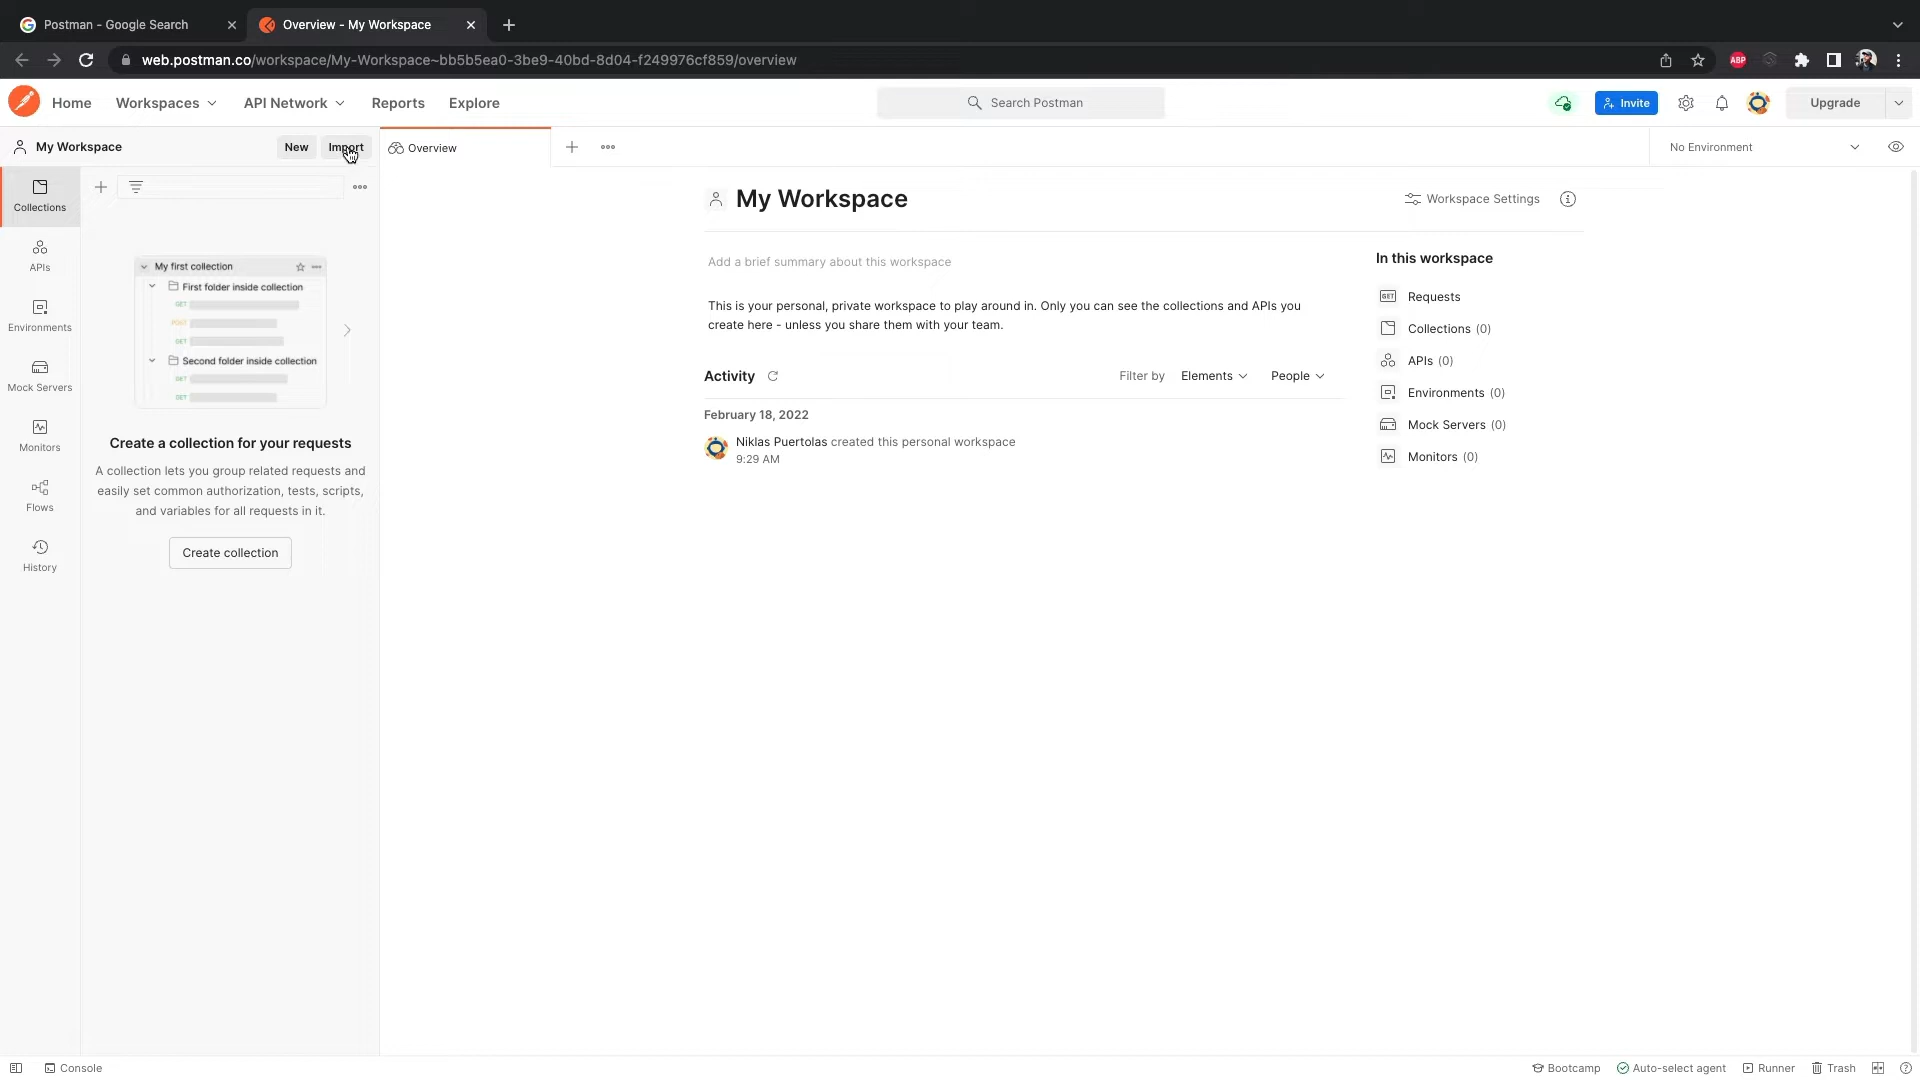 Postman - Google Search
Overview - My Workspace
web.postman.co/workspace/My-Workspace~bb5b5ea0-3be9-40bd-8d04-f249976cf859/overview
ABP
Home
Workspaces
API Network
Reports
Explore
Search Postman
Invite
Upgrade
My Workspace
New
Import
Overview
No Environment
Collections
APIs
Environments
Mock Servers
Monitors
Flows
History
My first collection
First folder inside collection
GET
POST
GET
Second folder inside collection
GET
GET
Create a collection for your requests
A collection lets you group related requests and
easily set common authorization, tests, scripts,
and variables for all requests in it.
Create collection
My Workspace
Workspace Settings
Add a brief summary about this workspace
This is your personal, private workspace to play around in. Only you can see the collections and APIs you
create here - unless you share them with your team.
Activity
Filter by
Elements
People
February 18, 2022
Niklas Puertolas created this personal workspace
9:29 AM
In this workspace
GET
Requests
Collections (0)
APIs (0)
Environments (0)
Mock Servers (0)
Monitors (0)
Console
Bootcamp
Auto-select agent
Runner
Trash